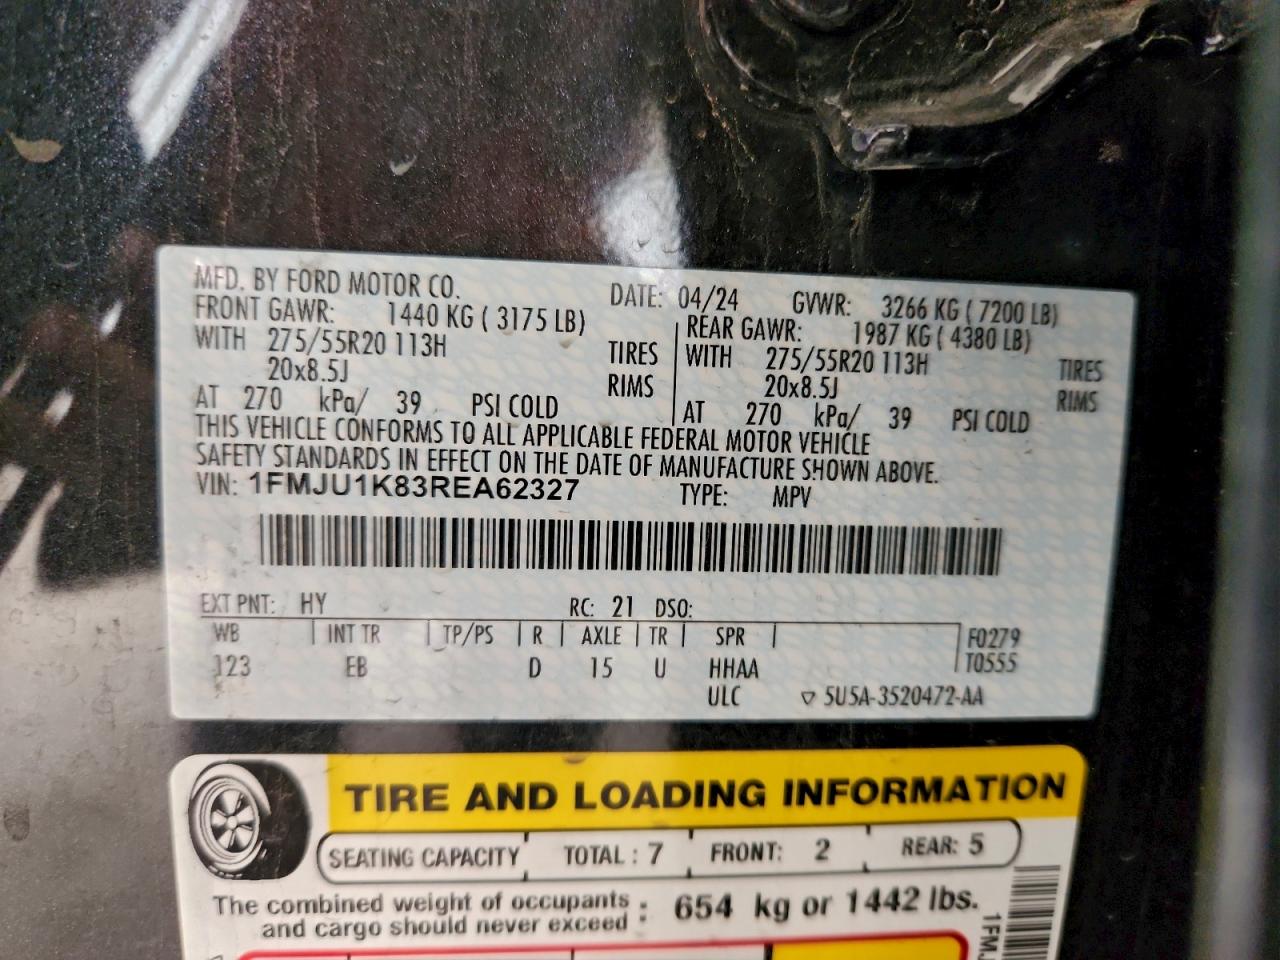 MFD. BY FORD MOTOR CO. DATE: 04/24 GVWR: 3266 KG ( 7200 LB)
FRONT GAWR: 1440 KG ( 3175 LB) REAR GAWR: 1987 KG ( 4380 LB)
WITH 275/55R20 113H TIRES WITH 275/55R20 113H TIRES
20x8.5J RIMS 20x8.5J RIMS
AT 270 kPa/ 39 PSI COLD AT 270 kPa/ 39 PSI COLD
THIS VEHICLE CONFORMS TO ALL APPLICABLE FEDERAL MOTOR VEHICLE
SAFETY STANDARDS IN EFFECT ON THE DATE OF MANUFACTURE SHOWN ABOVE.
VIN: 1FMJU1K83REA62327 TYPE: MPV
EXT PNT: HY RC: 21 DSO:
WB INT TR TP/PS R AXLE TR SPR F0279
123 EB D 15 U HHAA T0555
ULC ▽ 5U5A-3520472-AA
TIRE AND LOADING INFORMATION
SEATING CAPACITY TOTAL : 7 FRONT: 2 REAR: 5
The combined weight of occupants
and cargo should never exceed : 654 kg or 1442 lbs.
1FMJ